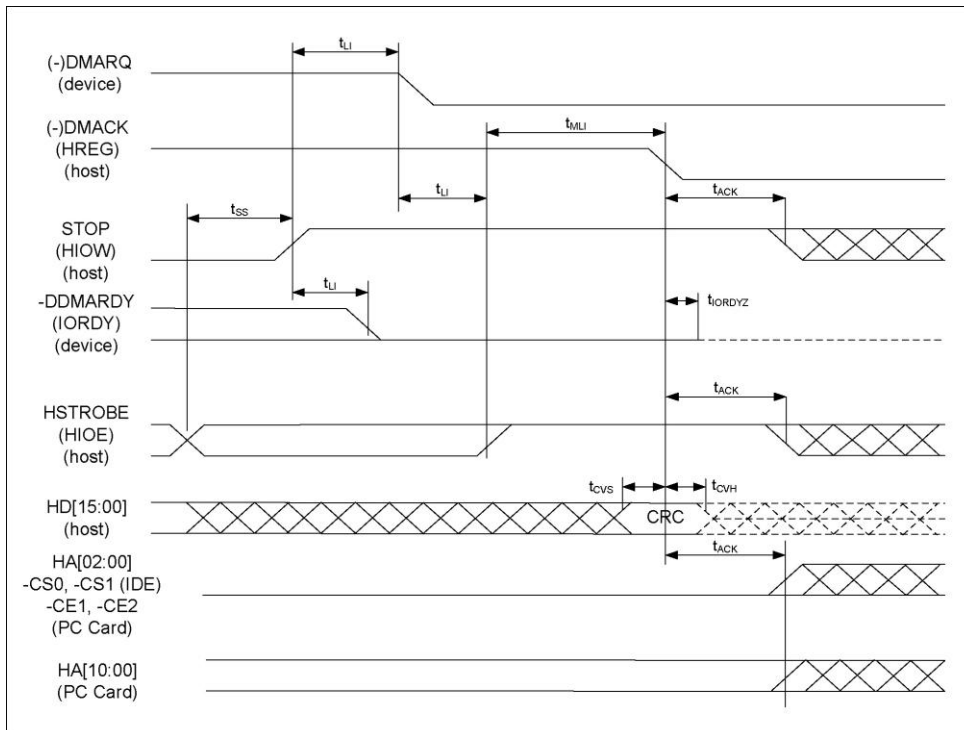 tLI
(-)DMARQ
(device)
tMLI
(-)DMACK
(HREG)
(host)
tLI
tACK
tSS
STOP
(HIOW)
(host)
tLI
tIORDYZ
-DDMARDY
(IORDY)
(device)
tACK
HSTROBE
(HIOE)
(host)
tCVS
tCVH
HD[15:00]
(host)
CRC
tACK
HA[02:00]
-CS0, -CS1 (IDE)
-CE1, -CE2
(PC Card)
HA[10:00]
(PC Card)